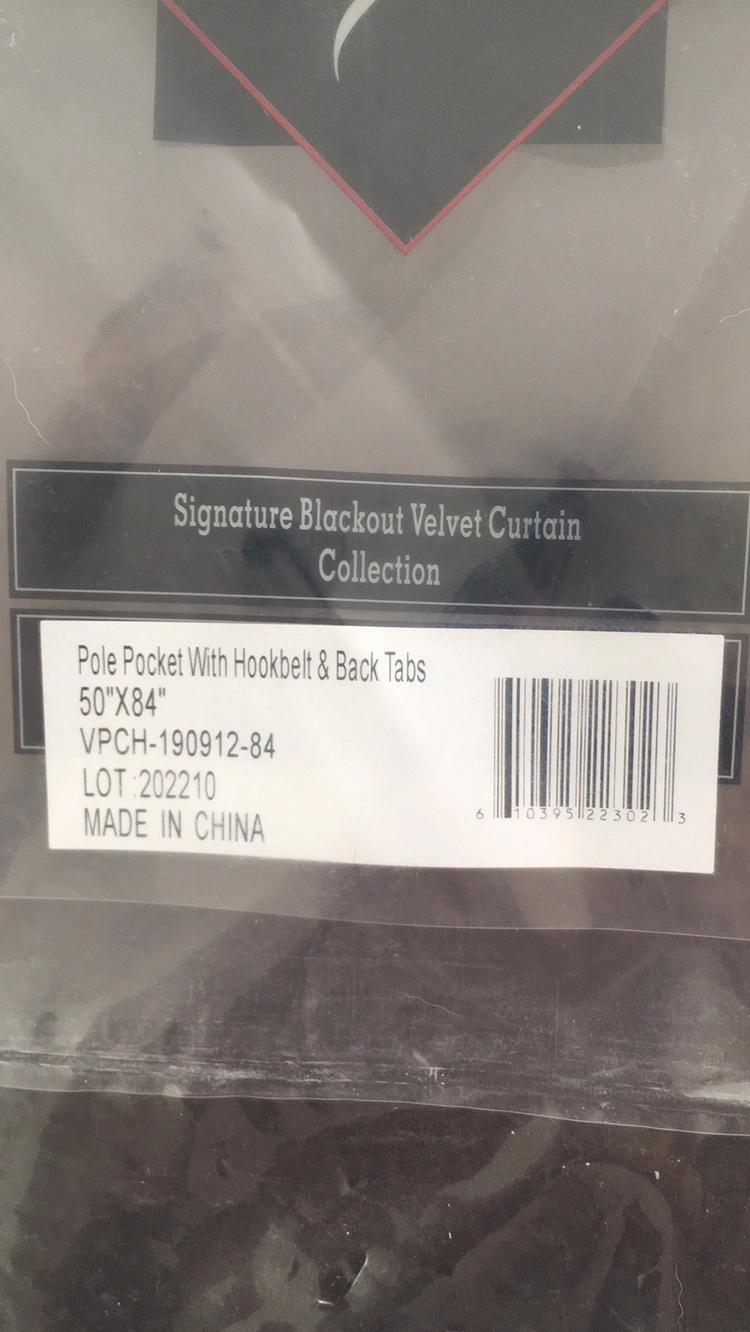 Signature Blackout Velvet Curtain
Collection
Pole Pocket With Hookbelt & Back Tabs
50"X84"
VPCH-190912-84
LOT:202210
MADE IN CHINA
6 10395 22302 3